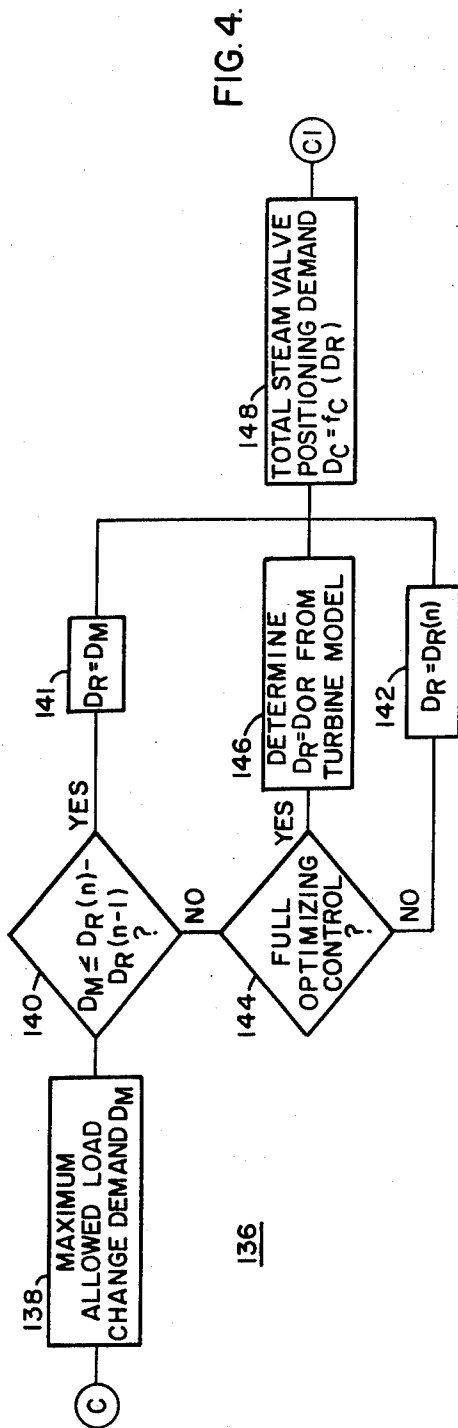 FIG. 4.
C
138
MAXIMUM
ALLOWED LOAD
CHANGE DEMAND DM
140
DM ≤ DR (n)-
DR (n-1)
?
YES
141
DR = DM
NO
144
FULL
OPTIMIZING
CONTROL
?
YES
146
DETERMINE
DR=DOR FROM
TURBINE MODEL
NO
142
DR = DR(n)
148
TOTAL STEAM VALVE
POSITIONING DEMAND
DC = fC (DR)
C1
136